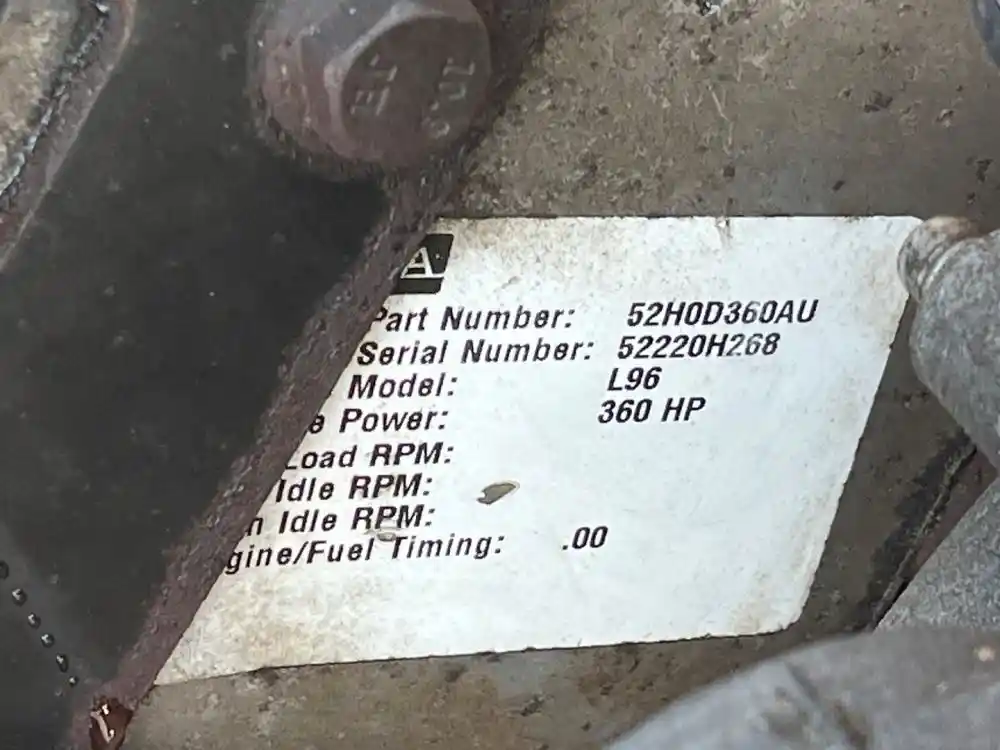 A
Part Number: 52H0D360AU
Serial Number: 52220H268
Model: L96
e Power: 360 HP
Load RPM:
Idle RPM:
n Idle RPM:
gine/Fuel Timing: .00